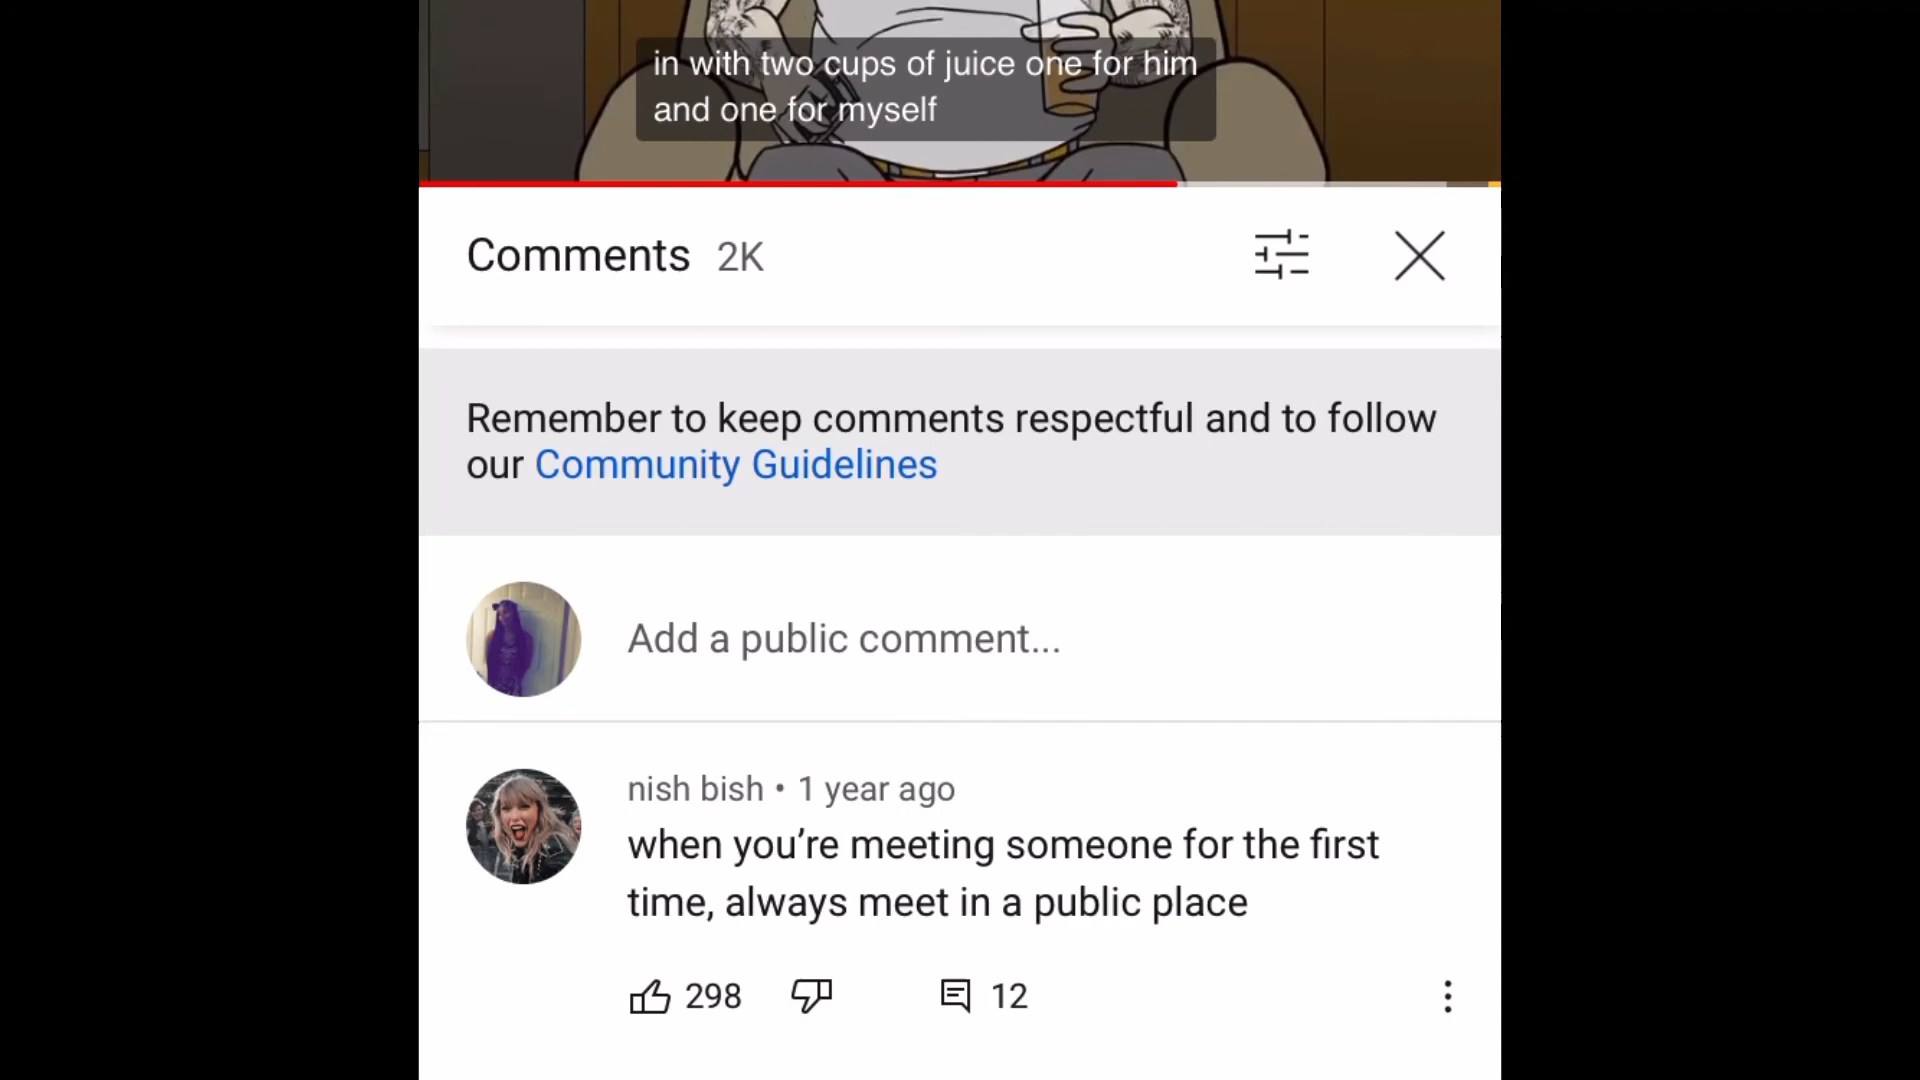 in with two cups of juice one for him
and one for myself
Comments 2K
Remember to keep comments respectful and to follow
our Community Guidelines
Add a public comment...
nish bish • 1 year ago
when you’re meeting someone for the first
time, always meet in a public place
298 12